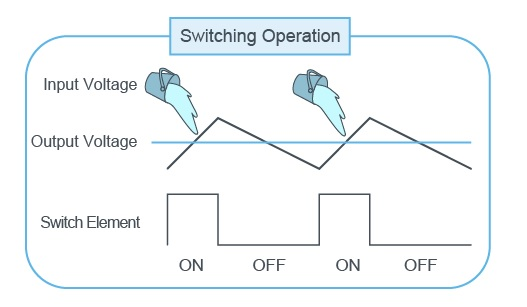 Switching Operation
Input Voltage
Output Voltage
Switch Element
ON OFF ON OFF